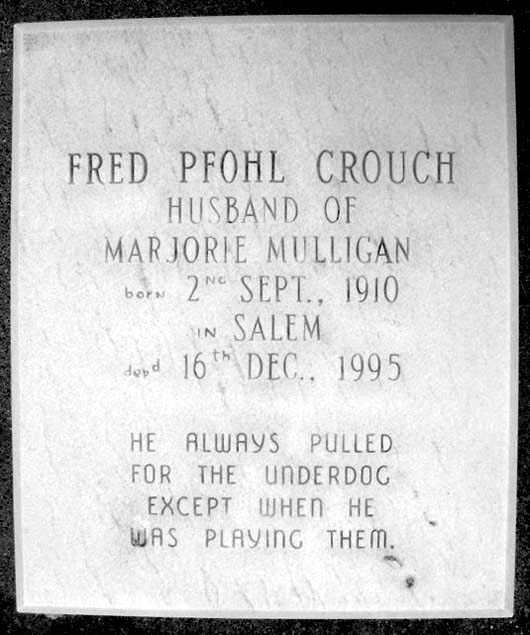 FRED PFOHL CROUCH
HUSBAND OF
MARJORIE MULLIGAN
born 2ND SEPT., 1910
IN SALEM
16th DEC., 1995
HE ALWAYS PULLED
FOR THE UNDERDOG
EXCEPT WHEN HE
WAS PLAYING THEM.